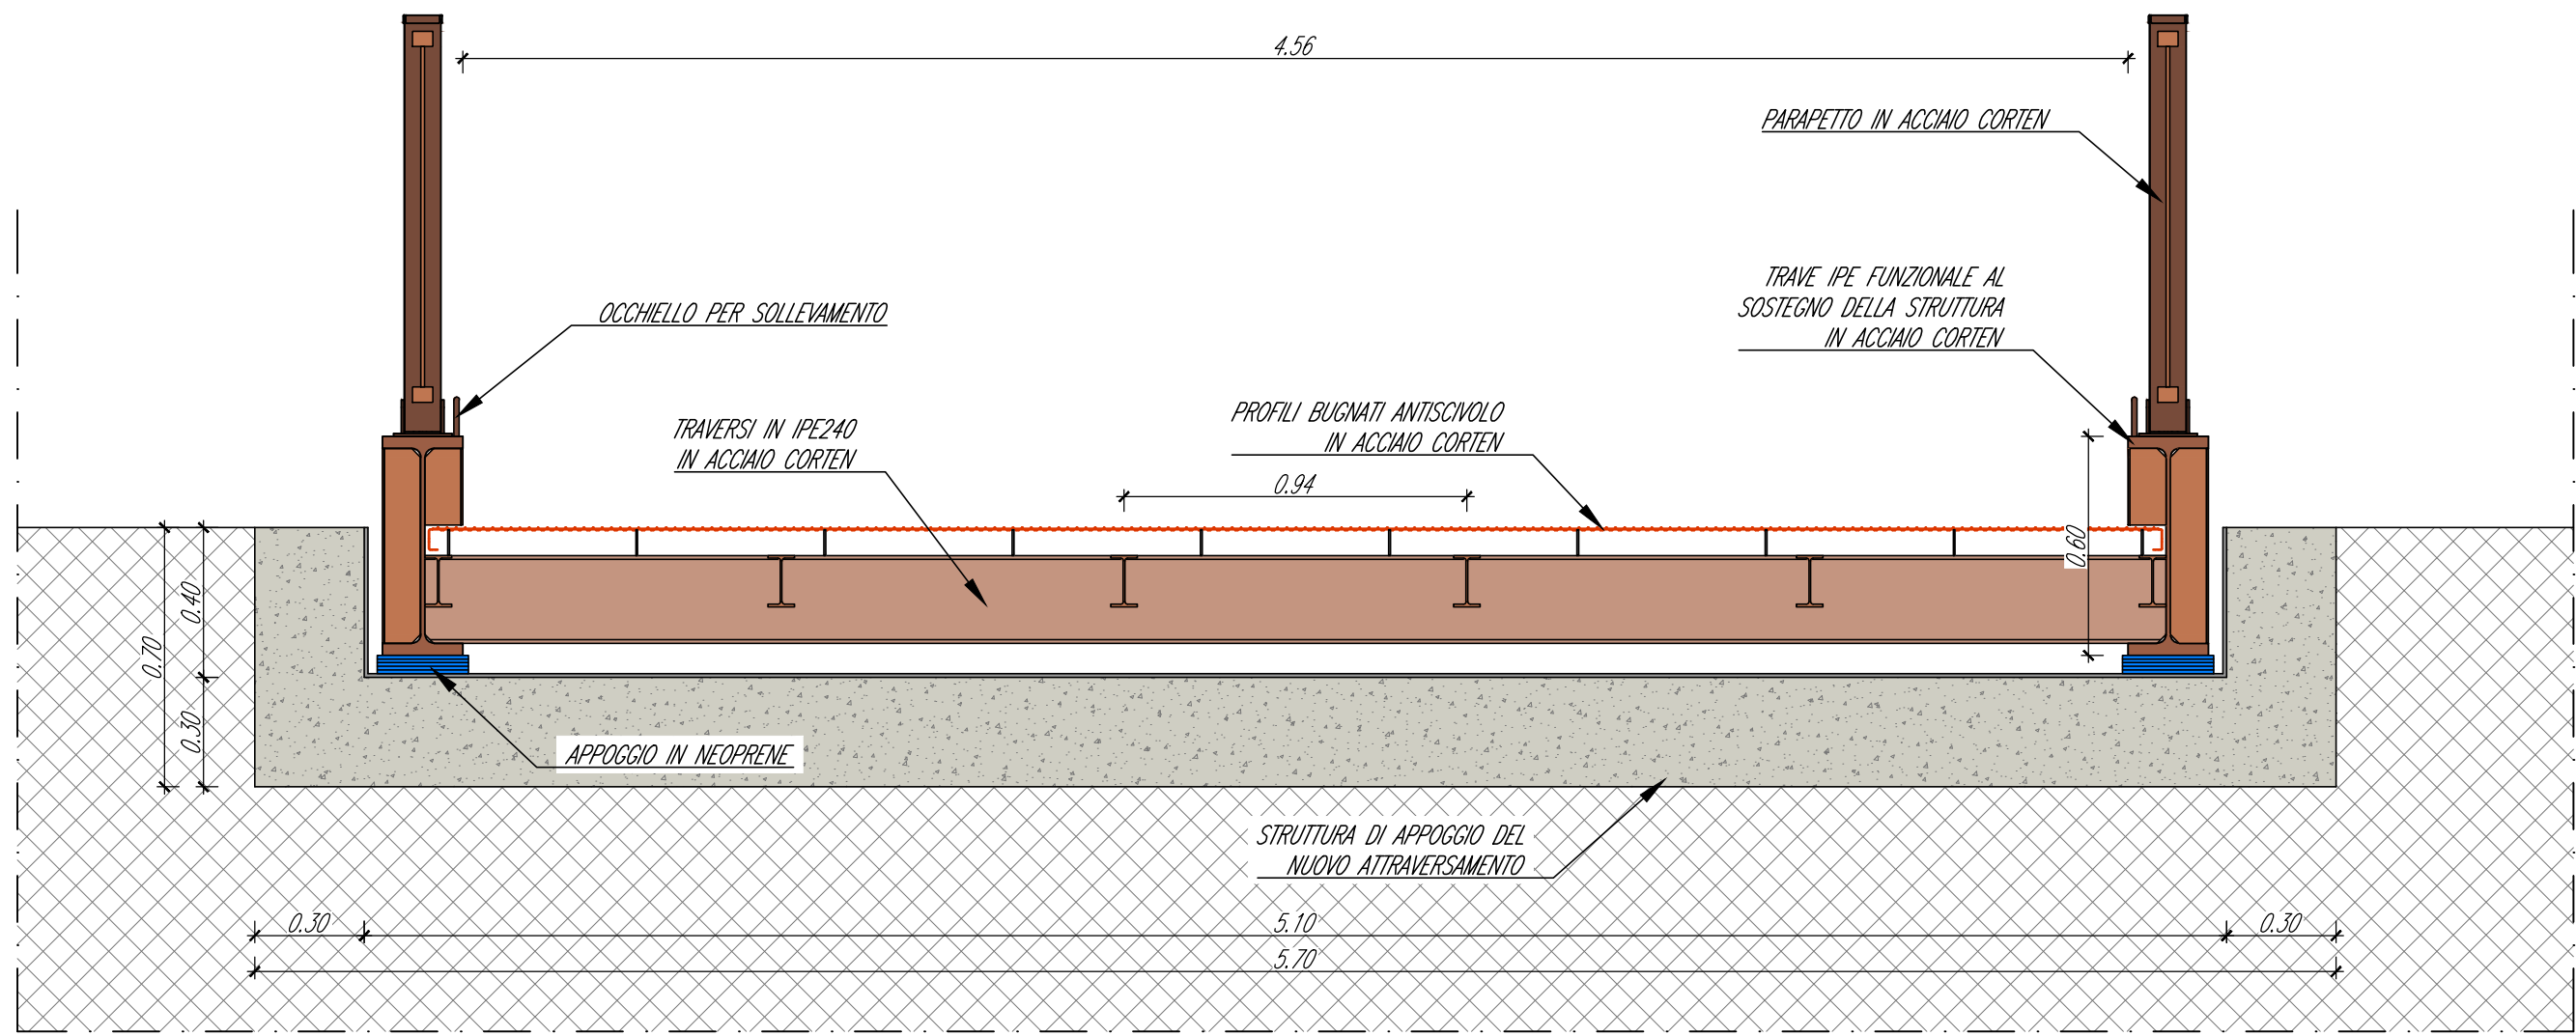 4.56
PARAPETTO IN ACCIAIO CORTEN
TRAVE IPE FUNZIONALE AL
SOSTEGNO DELLA STRUTTURA
IN ACCIAIO CORTEN
OCCHIELLO PER SOLLEVAMENTO
PROFILI BUGNATI ANTISCIVOLO
IN ACCIAIO CORTEN
TRAVERSI IN IPE240
IN ACCIAIO CORTEN
0.94
0.60
0.40
0.70
0.30
APPOGGIO IN NEOPRENE
STRUTTURA DI APPOGGIO DEL
NUOVO ATTRAVERSAMENTO
0.30
5.10
0.30
5.70